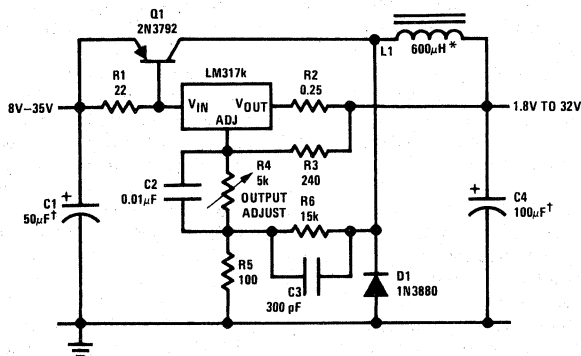 Q1
2N3792
L1
600µH*
R1
22
LM317k
R2
0.25
8V–35V
VIN
VOUT
ADJ
1.8V TO 32V
C2
0.01µF
R4
5k
OUTPUT
ADJUST
R3
240
C1
50µF†
+
R6
15k
C4
100µF†
+
R5
100
C3
300 pF
D1
1N3880